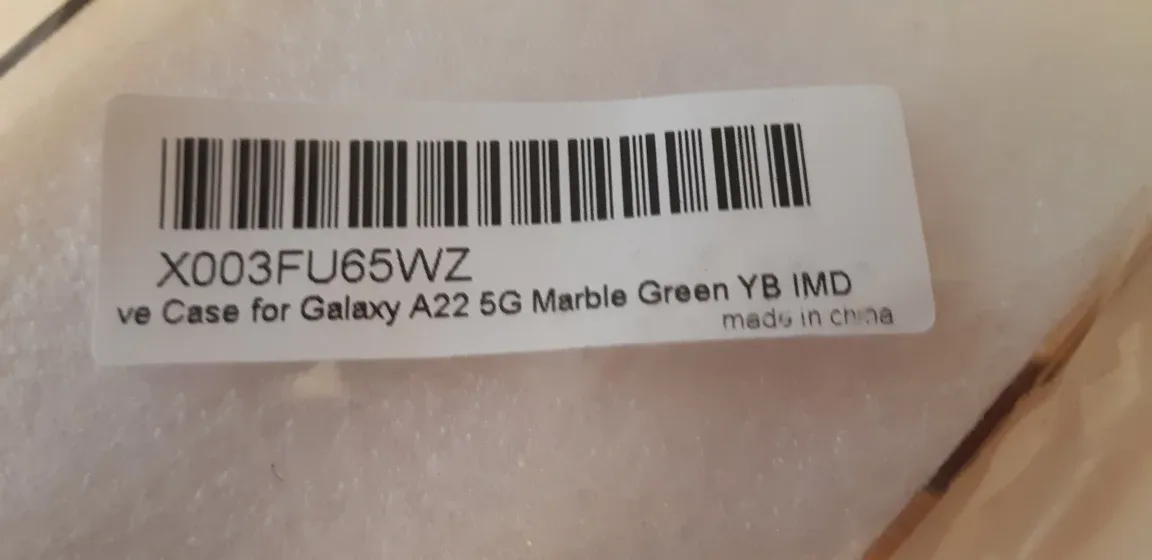 X003FU65WZ
ve Case for Galaxy A22 5G Marble Green YB IMD
made in china